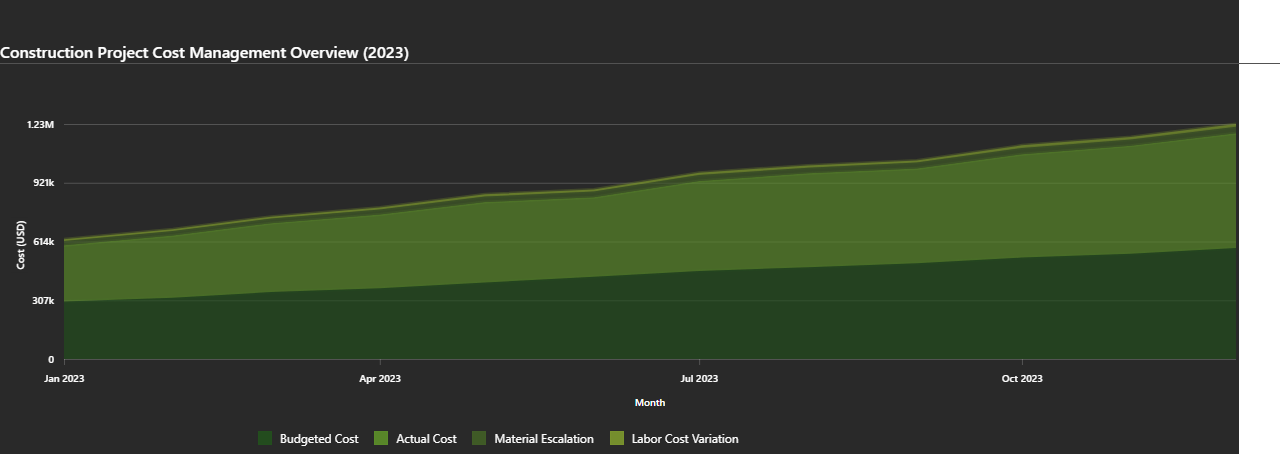 Construction Project Cost Management Overview (2023)
1.23M
921k
614k
307k
0
Cost (USD)
Jan 2023
Apr 2023
Jul 2023
Oct 2023
Month
Budgeted Cost
Actual Cost
Material Escalation
Labor Cost Variation